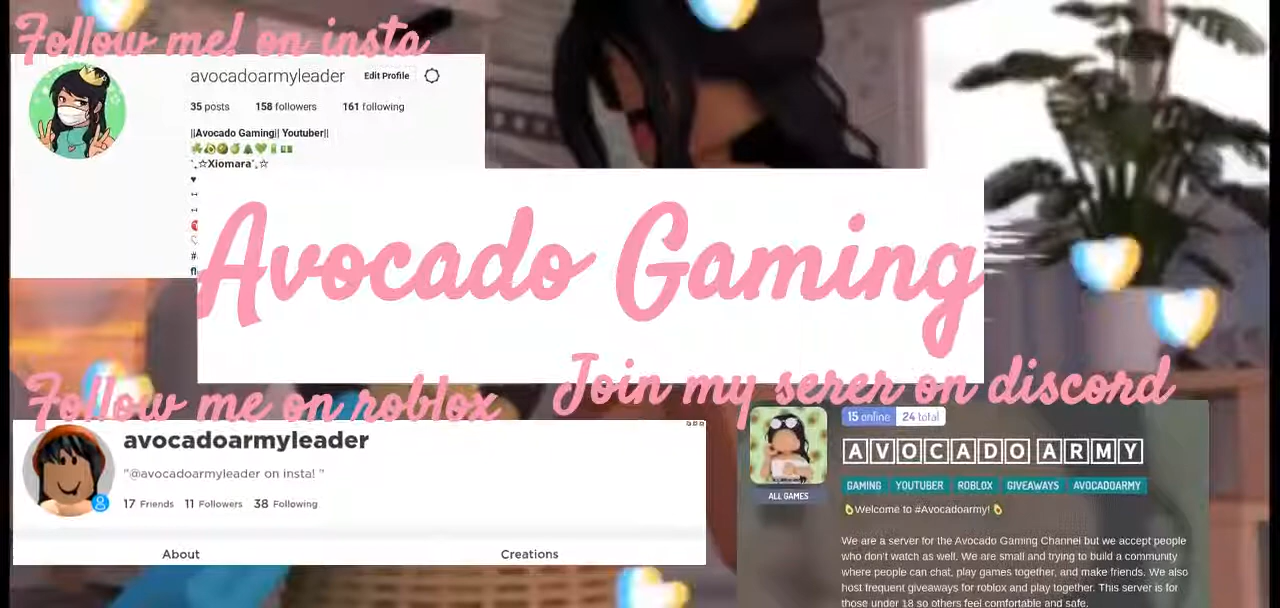 Follow me! on insta
avocadoarmyleader Edit Profile
35 posts 158 followers 161 following
||Avocado Gaming|| Youtuber||
☆Xiomara ☆
Avocado Gaming
Follow me on roblox
avocadoarmyleader
"@avocadoarmyleader on insta! "
17 Friends 11 Followers 38 Following
About Creations
Join my serer on discord
15 online 24 total
AVOCADO ARMY
ALL GAMES
GAMING YOUTUBER ROBLOX GIVEAWAYS AVOCADOARMY
🥑Welcome to #Avocadoarmy! 🥑
We are a server for the Avocado Gaming Channel but we accept people
who don't watch as well. We are small and trying to build a community
where people can chat, play games together, and make friends. We also
host frequent giveaways for roblox and play together. This server is for
those under 18 so others feel comfortable and safe.